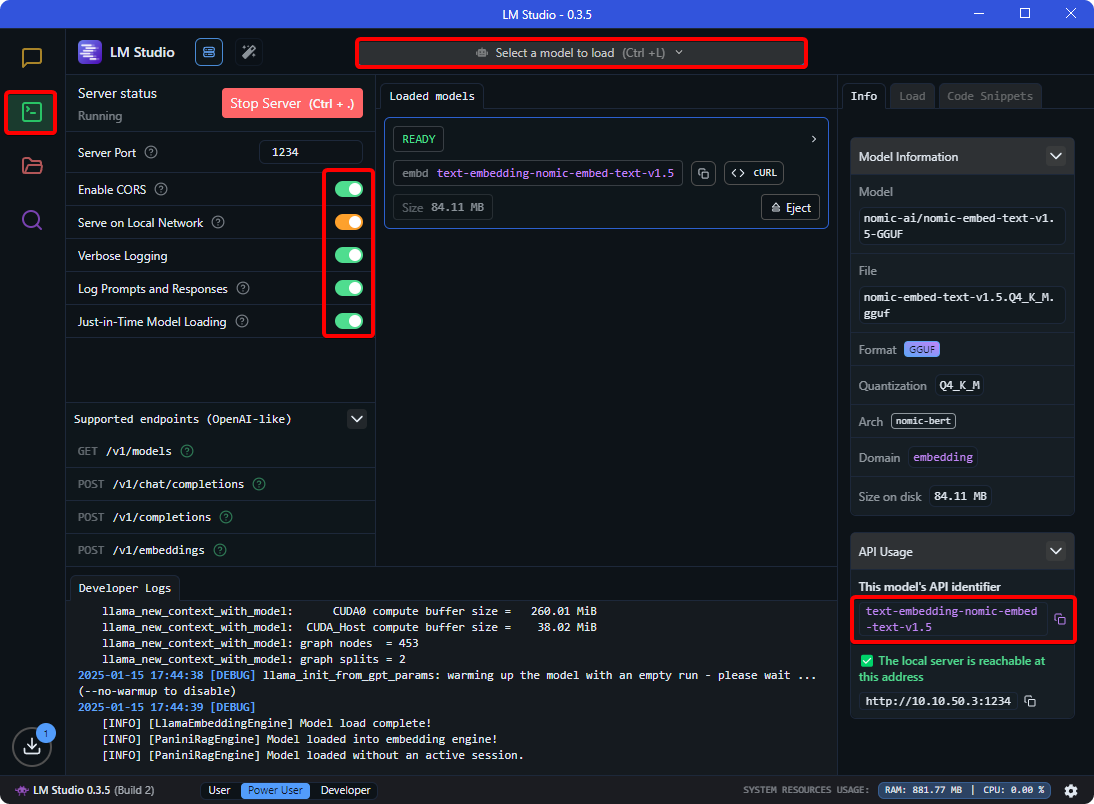 LM Studio - 0.3.5
LM Studio
Select a model to load (Ctrl +L)
Server status
Running
Stop Server (Ctrl + .)
Server Port
1234
Enable CORS
Serve on Local Network
Verbose Logging
Log Prompts and Responses
Just-in-Time Model Loading
Supported endpoints (OpenAI-like)
GET /v1/models
POST /v1/chat/completions
POST /v1/completions
POST /v1/embeddings
Loaded models
READY
embd text-embedding-nomic-embed-text-v1.5
cURL
Size 84.11 MB
Eject
Info
Load
Code Snippets
Model Information
Model
nomic-ai/nomic-embed-text-v1.
5-GGUF
File
nomic-embed-text-v1.5.Q4_K_M.
gguf
Format GGUF
Quantization Q4_K_M
Arch nomic-bert
Domain embedding
Size on disk 84.11 MB
API Usage
This model's API identifier
text-embedding-nomic-embed
-text-v1.5
The local server is reachable at
this address
http://10.10.50.3:1234
Developer Logs
llama_new_context_with_model: CUDA0 compute buffer size = 260.01 MiB
llama_new_context_with_model: CUDA_Host compute buffer size = 38.02 MiB
llama_new_context_with_model: graph nodes = 453
llama_new_context_with_model: graph splits = 2
2025-01-15 17:44:38 [DEBUG] llama_init_from_gpt_params: warming up the model with an empty run - please wait ...
(--no-warmup to disable)
2025-01-15 17:44:39 [DEBUG]
[INFO] [LlamaEmbeddingEngine] Model load complete!
[INFO] [PaniniRagEngine] Model loaded into embedding engine!
[INFO] [PaniniRagEngine] Model loaded without an active session.
1
LM Studio 0.3.5 (Build 2)
User
Power User
Developer
SYSTEM RESOURCES USAGE: RAM: 881.77 MB | CPU: 0.00 %